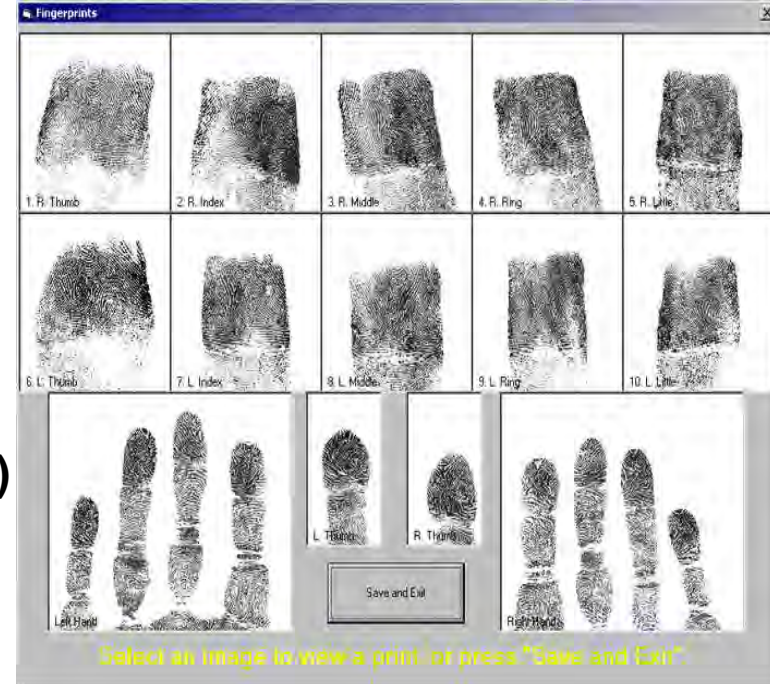 Fingerprints
1. R. Thumb
2. R. Index
3. R. Middle
4. R. Ring
5. R. Little
6. L. Thumb
7. L. Index
8. L. Middle
9. L. Ring
10. L. Little
)
L. Thumb
R. Thumb
Save and Exit
Left Hand
Right Hand
Select an image to view a print or press "Save and Exit"